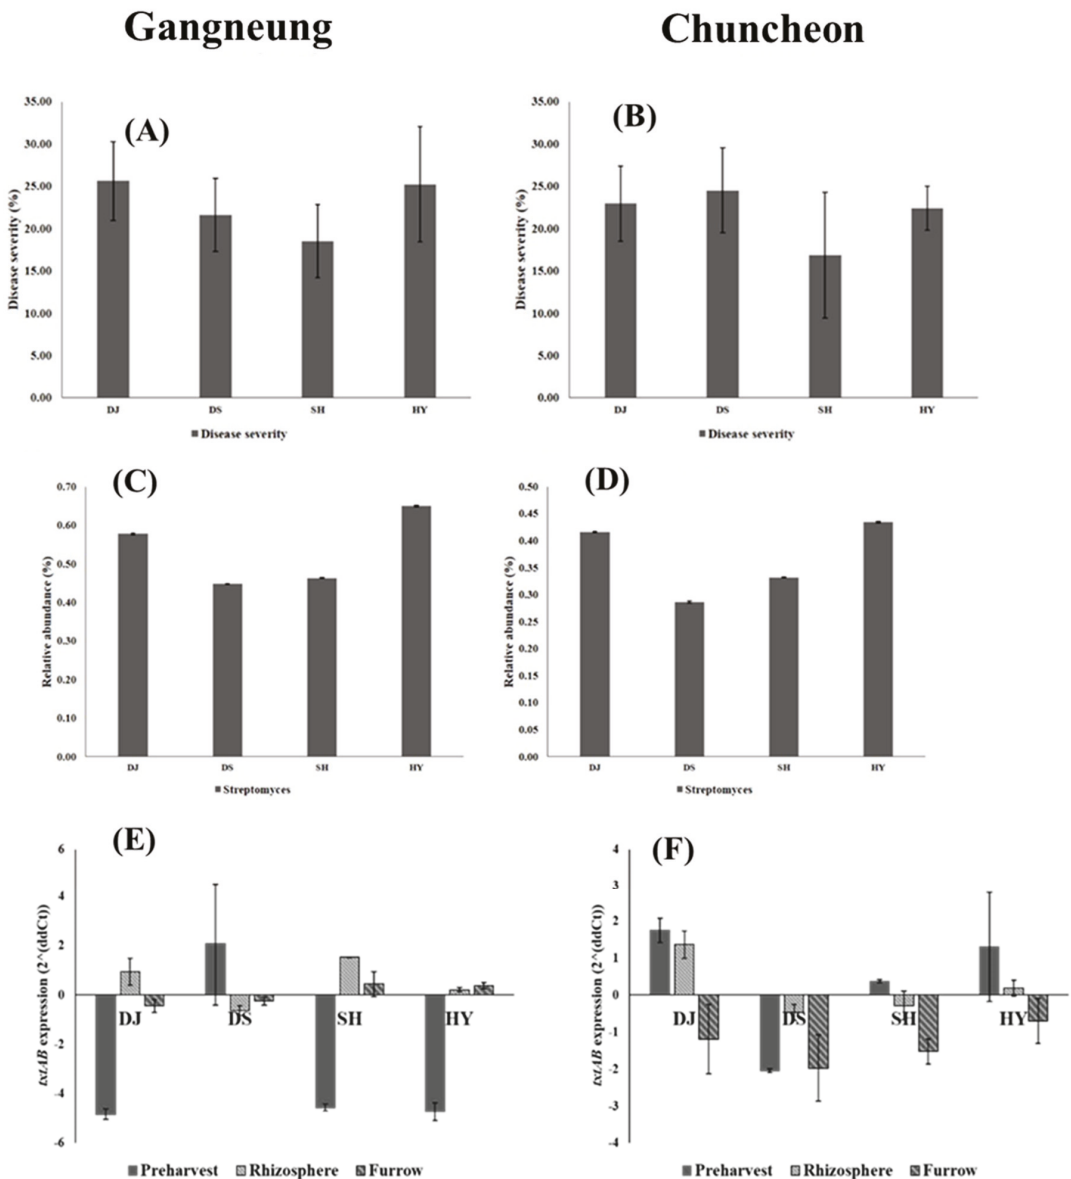 Gangneung
Chuncheon
(A)
Disease severity (%)
35.00
30.00
25.00
20.00
15.00
10.00
5.00
0.00
DJ DS SH HY
■ Disease severity
(B)
Disease severity (%)
35.00
30.00
25.00
20.00
15.00
10.00
5.00
0.00
DJ DS SH HY
■ Disease severity
(C)
Relative abundance (%)
0.70
0.60
0.50
0.40
0.30
0.20
0.10
0.00
DJ DS SH HY
■ Streptomyces
(D)
Relative abundance (%)
0.50
0.45
0.40
0.35
0.30
0.25
0.20
0.15
0.10
0.05
0.00
DJ DS SH HY
■ Streptomyces
(E)
txtAB expression (2^(ddCt))
6
4
2
0
-2
-4
-6
DJ DS SH HY
Preharvest Rhizosphere Furrow
(F)
txtAB expression (2^(ddCt))
4
3
2
1
0
-1
-2
-3
-4
DJ DS SH HY
Preharvest Rhizosphere Furrow